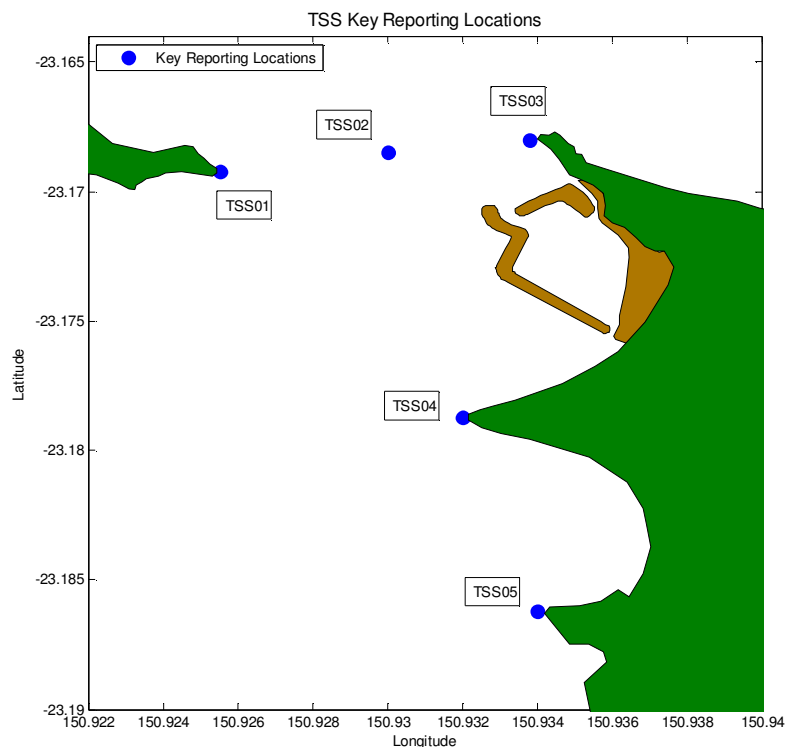 TSS Key Reporting Locations
-23.165
Key Reporting Locations
TSS03
TSS02
-23.17
TSS01
-23.175
Latitude
TSS04
-23.18
-23.185
TSS05
-23.19
150.922 150.924 150.926 150.928 150.93 150.932 150.934 150.936 150.938 150.94
Longitude